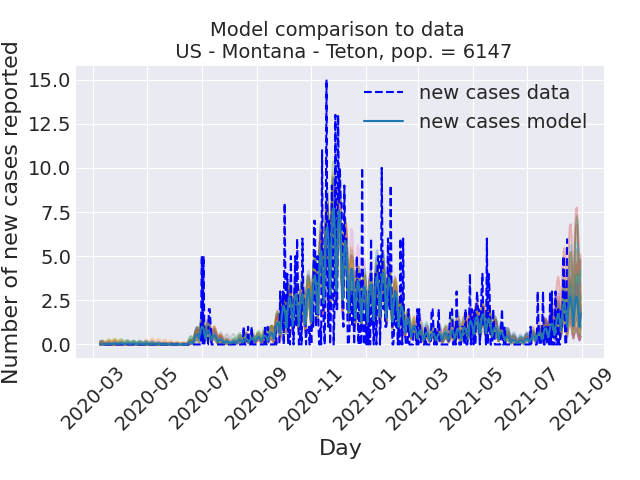 Model comparison to data
US - Montana - Teton, pop. = 6147
Number of new cases reported
15.0
12.5
10.0
7.5
5.0
2.5
0.0
new cases data
new cases model
2020-03
2020-05
2020-07
2020-09
2020-11
2021-01
2021-03
2021-05
2021-07
2021-09
Day